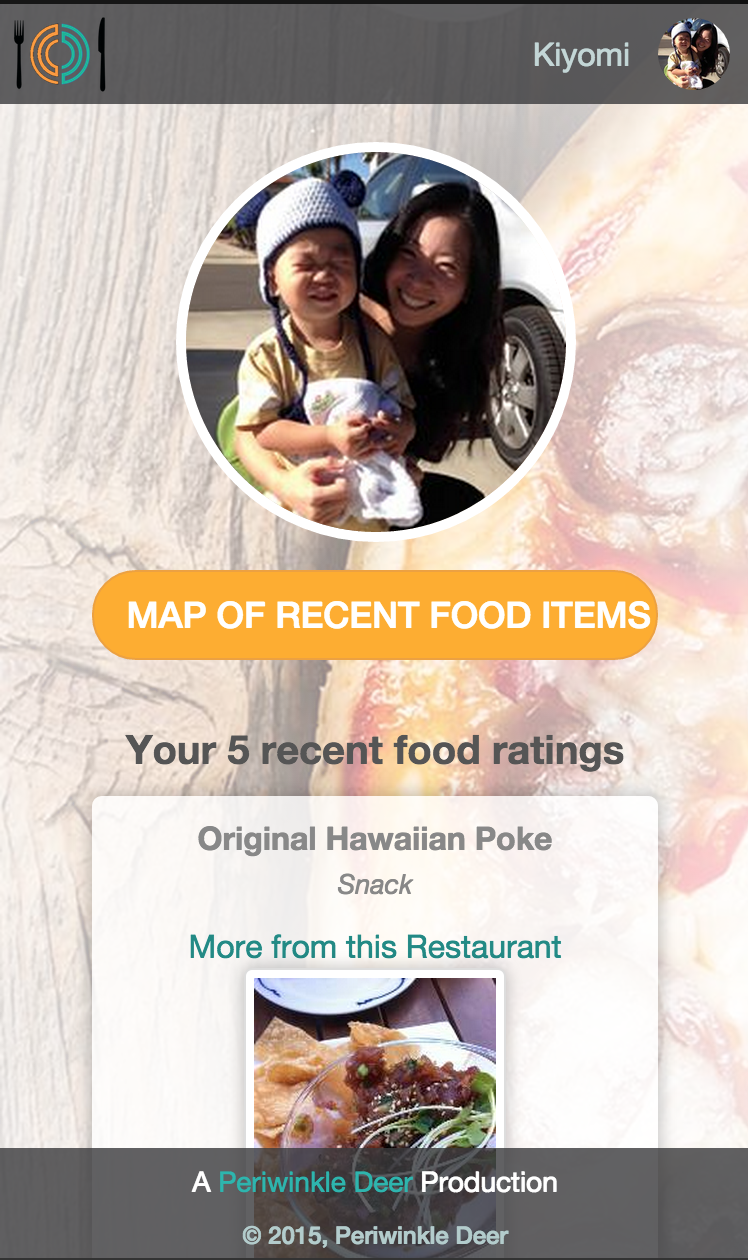 Kiyomi
MAP OF RECENT FOOD ITEMS
Your 5 recent food ratings
Original Hawaiian Poke
Snack
More from this Restaurant
A Periwinkle Deer Production
© 2015, Periwinkle Deer